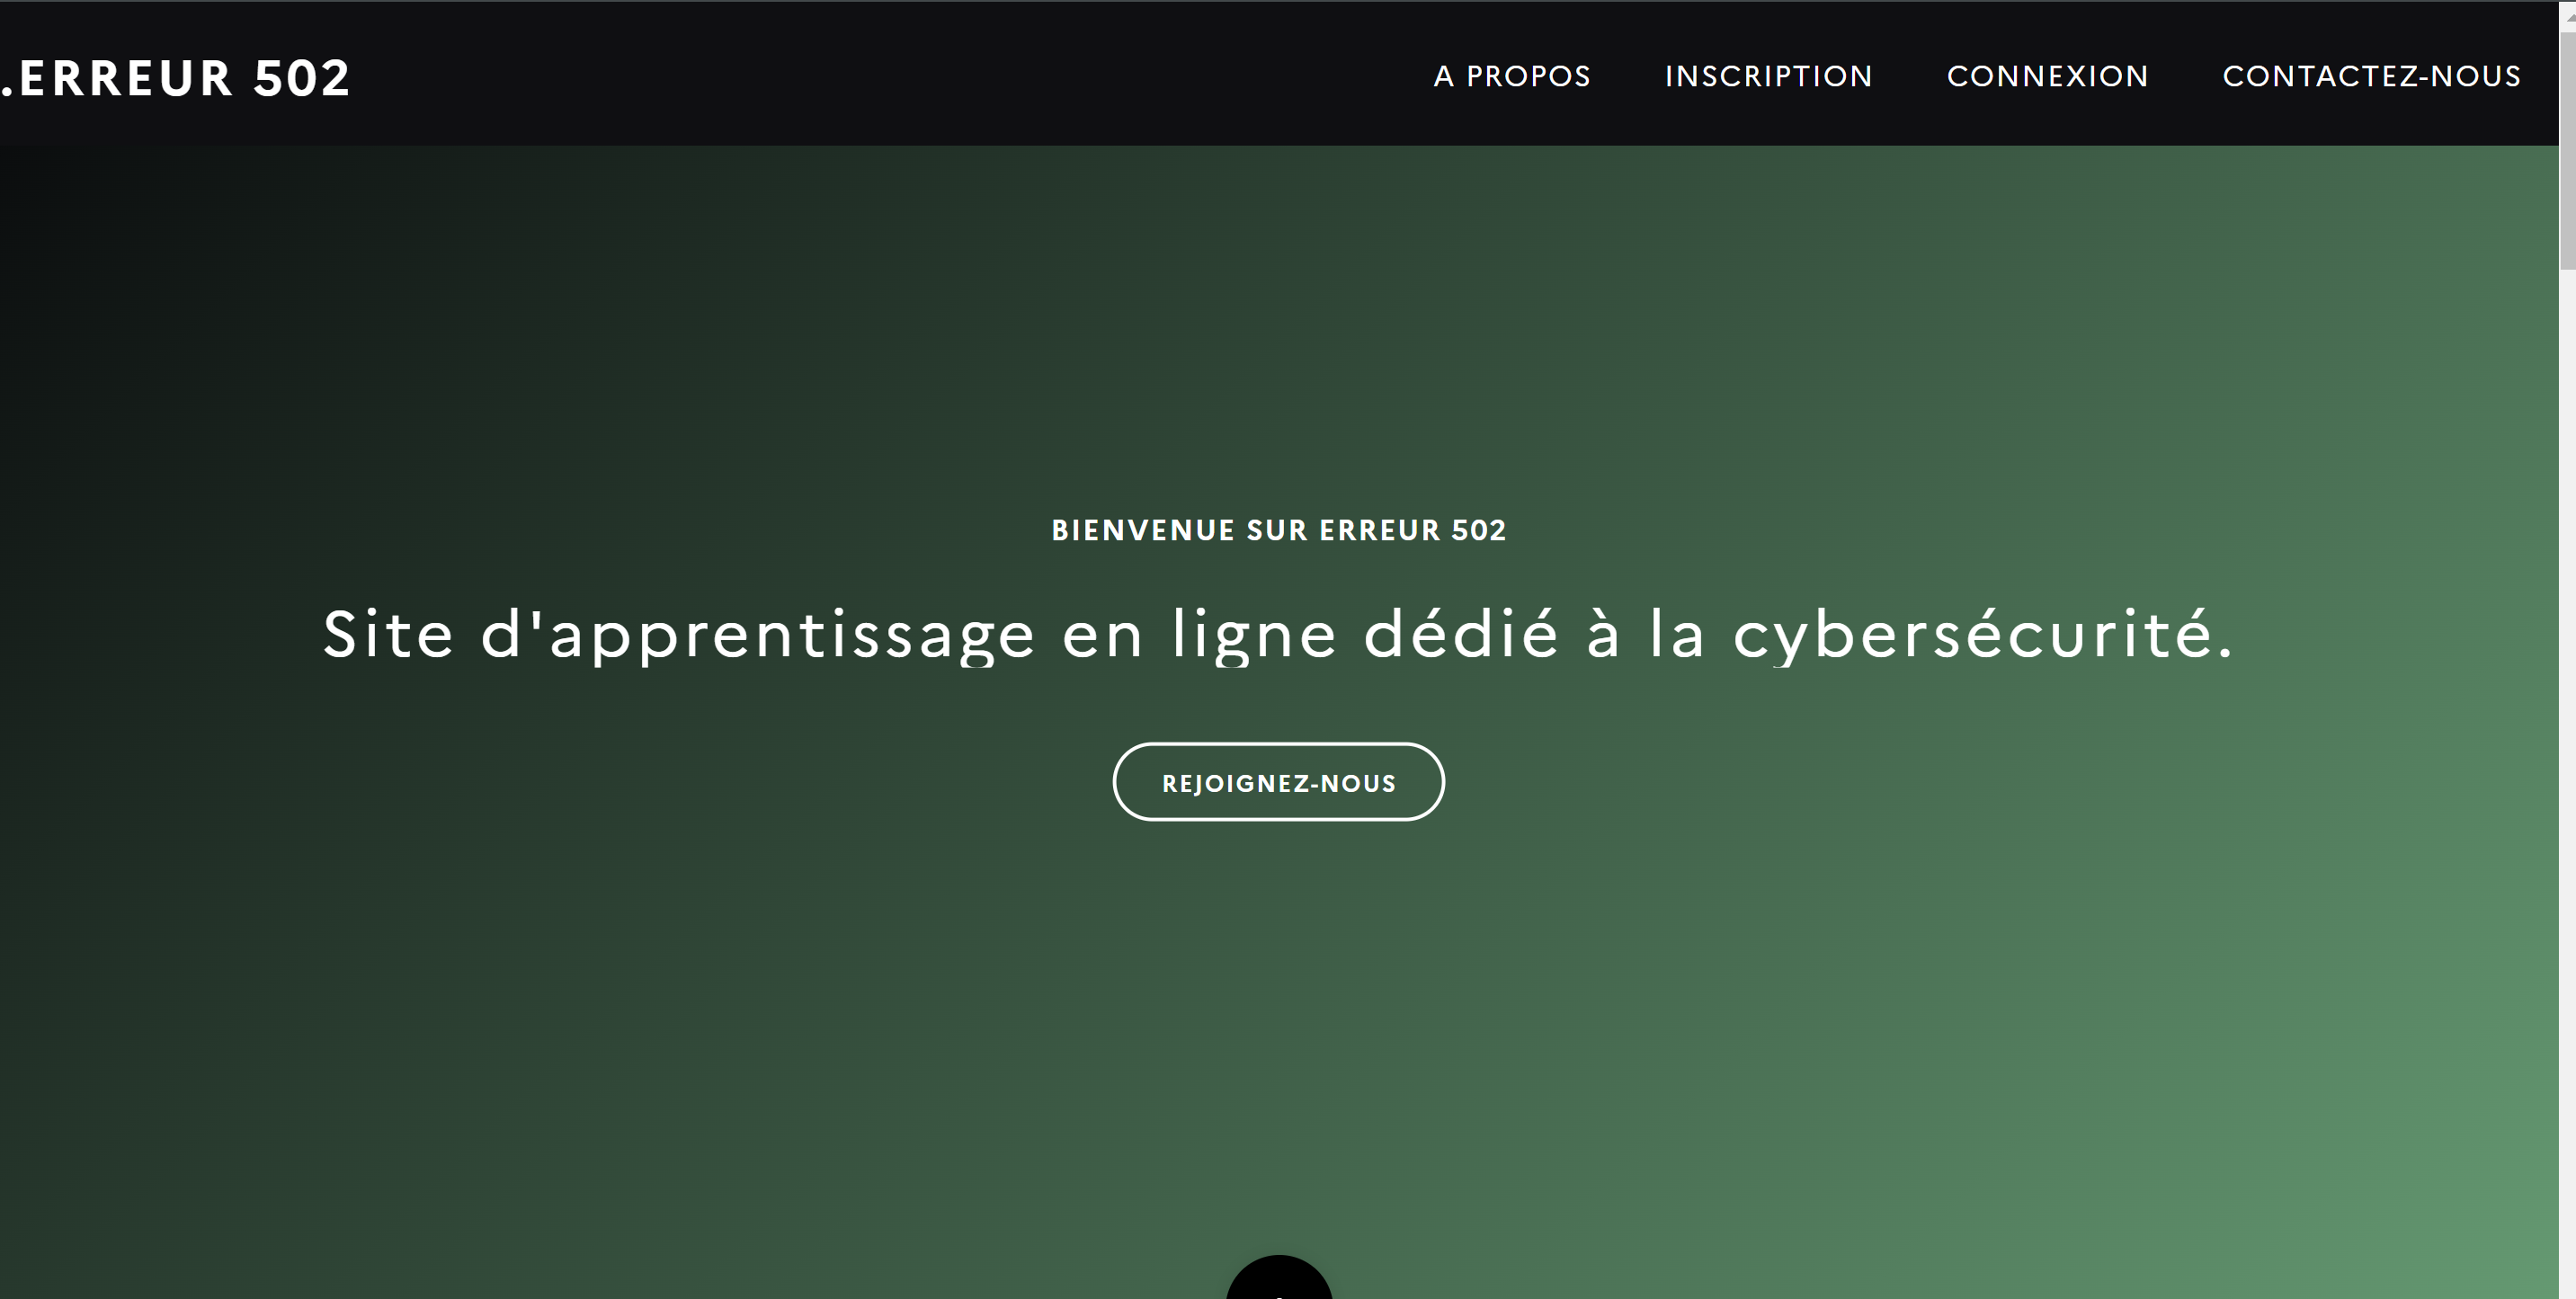 .ERREUR 502
A PROPOS
INSCRIPTION
CONNEXION
CONTACTEZ-NOUS
BIENVENUE SUR ERREUR 502
Site d'apprentissage en ligne dédié à la cybersécurité.
REJOIGNEZ-NOUS